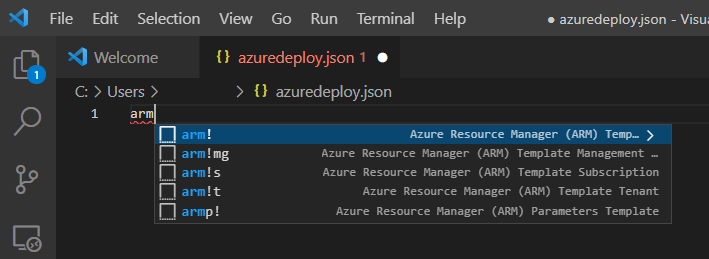 File Edit Selection View Go Run Terminal Help ● azuredeploy.json - Visua
Welcome { } azuredeploy.json 1 ●
C: > Users > > { } azuredeploy.json
1 arm
arm! Azure Resource Manager (ARM) Temp... >
arm!mg Azure Resource Manager (ARM) Template Management …
arm!s Azure Resource Manager (ARM) Template Subscription
arm!t Azure Resource Manager (ARM) Template Tenant
armp! Azure Resource Manager (ARM) Parameters Template
1